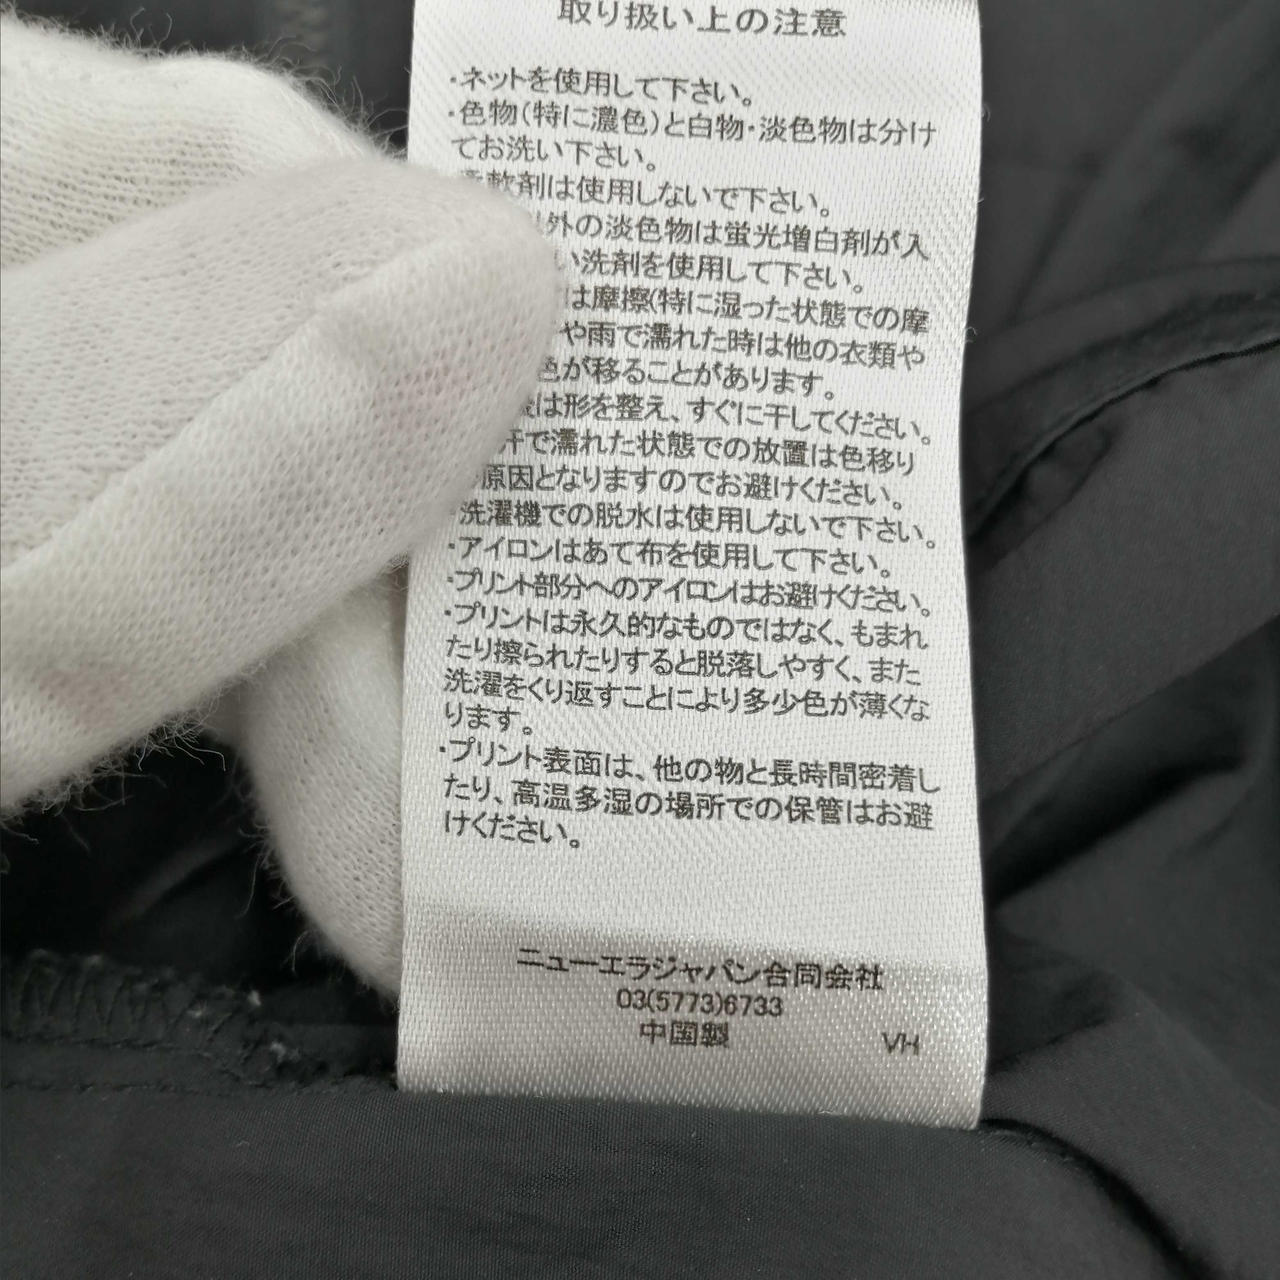 取り扱い上の注意
・ネットを使用して下さい。
・色物(特に濃色)と白物・淡色物は分け
てお洗い下さい。
軟剤は使用しないで下さい。
外の淡色物は蛍光増白剤が入
い洗剤を使用して下さい。
は摩擦(特に湿った状態での摩
や雨で濡れた時は他の衣類や
色が移ることがあります。
は形を整え、すぐに干してください。
汗で濡れた状態での放置は色移り
原因となりますのでお避けください。
洗濯機での脱水は使用しないで下さい。
・アイロンはあて布を使用して下さい。
・プリント部分へのアイロンはお避けください。
・プリントは永久的なものではなく、もまれ
たり擦られたりすると脱落しやすく、また
洗濯をくり返すことにより多少色が薄くな
ります。
・プリント表面は、他の物と長時間密着し
たり、高温多湿の場所での保管はお避
けください。
ニューエラジャパン合同会社
03(5773)6733
中国製
VH